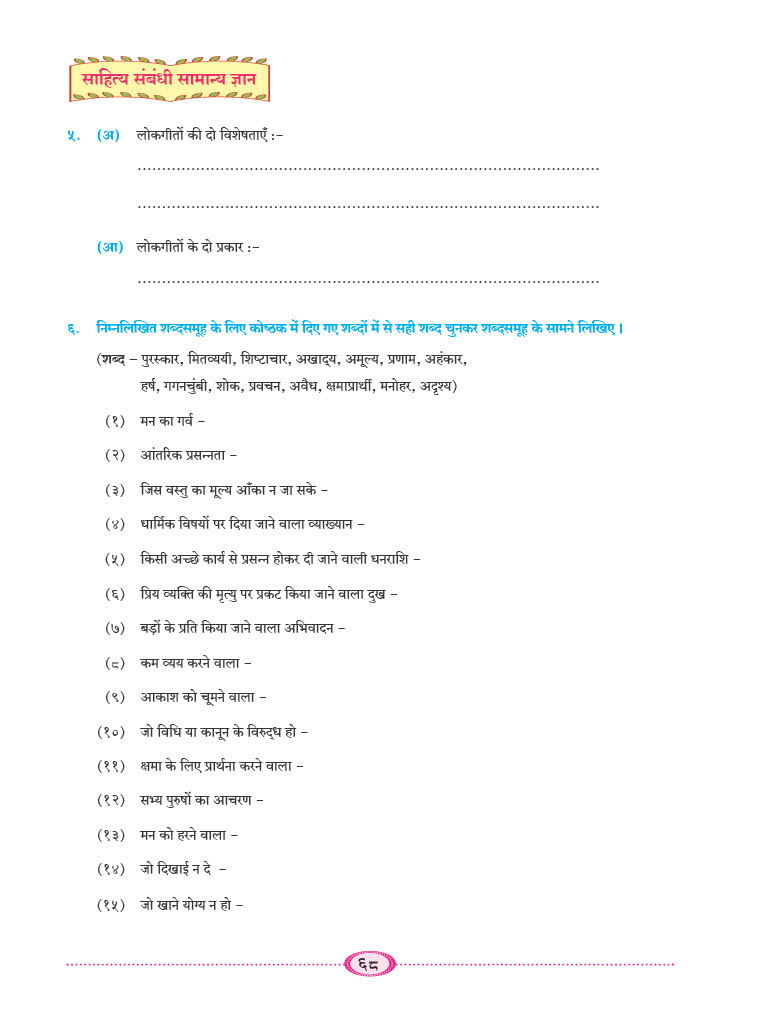 साहित्य संबंधी सामान्य ज्ञान
५. (अ) लोकगीतों की दो विशेषताएँ :–
..............................................................................................
..............................................................................................
(आ) लोकगीतों के दो प्रकार :–
..............................................................................................
६. निम्नलिखित शब्दसमूह के लिए कोष्ठक में दिए गए शब्दों में से सही शब्द चुनकर शब्दसमूह के सामने लिखिए ।
(शब्द – पुरस्कार, मितव्ययी, शिष्टाचार, अखाद्‌य, अमूल्य, प्रणाम, अहंकार,
हर्ष, गगनचुंबी, शोक, प्रवचन, अवैध, क्षमाप्रार्थी, मनोहर, अदृश्य)
(१) मन का गर्व –
(२) आंतरिक प्रसन्नता –
(३) जिस वस्तु का मूल्य आँका न जा सके –
(४) धार्मिक विषयों पर दिया जाने वाला व्याख्यान –
(५) किसी अच्छे कार्य से प्रसन्न होकर दी जाने वाली धनराशि –
(६) प्रिय व्यक्ति की मृत्यु पर प्रकट किया जाने वाला दुख –
(७) बड़ों के प्रति किया जाने वाला अभिवादन –
(८) कम व्यय करने वाला –
(९) आकाश को चूमने वाला –
(१०) जो विधि या कानून के विरुद्‌ध हो –
(११) क्षमा के लिए प्रार्थना करने वाला –
(१२) सभ्य पुरुषों का आचरण –
(१३) मन को हरने वाला –
(१४) जो दिखाई न दे –
(१५) जो खाने योग्य न हो –
६८